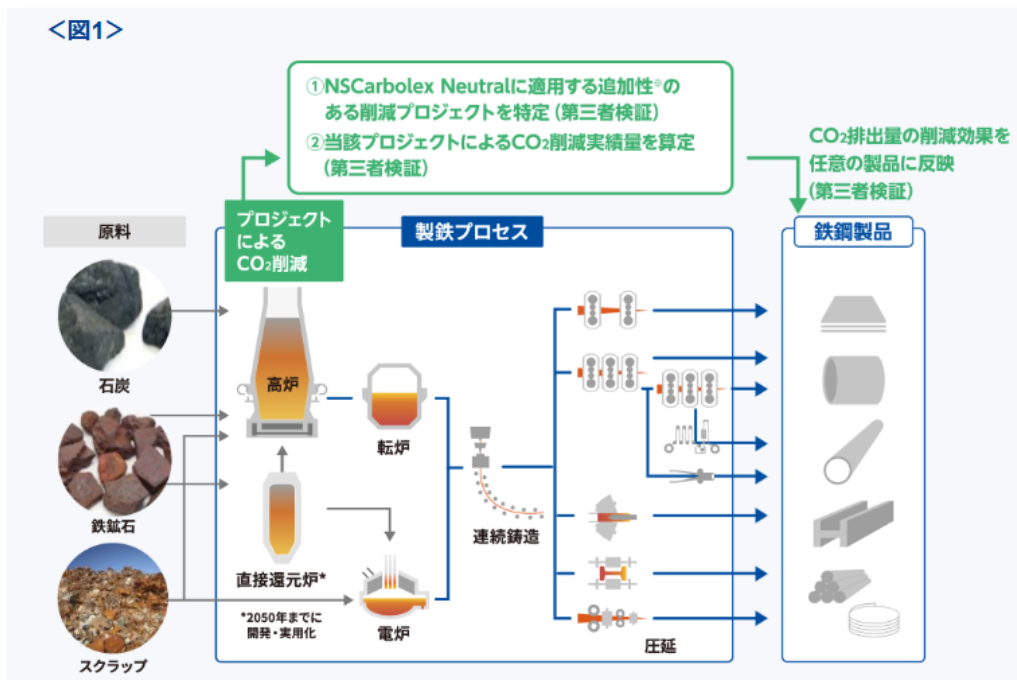 ＜図1＞
①NSCarbolex Neutralに適用する追加性※の
ある削減プロジェクトを特定（第三者検証）
②当該プロジェクトによるCO₂削減実績量を算定
（第三者検証）
CO₂排出量の削減効果を
任意の製品に反映
（第三者検証）
原料
プロジェクト
による
CO₂削減
製鉄プロセス
鉄鋼製品
石炭
高炉
転炉
鉄鉱石
連続鋳造
直接還元炉*
*2050年までに
開発・実用化
電炉
圧延
スクラップ